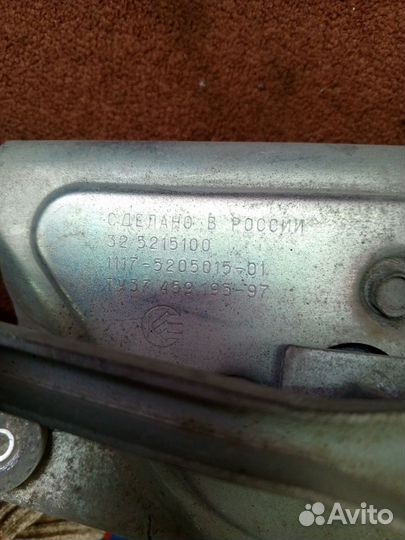 СДЕЛАНО В РОССИИ
32 5215100
1117-5205015-01
ТУ37.459.195-97
Avito